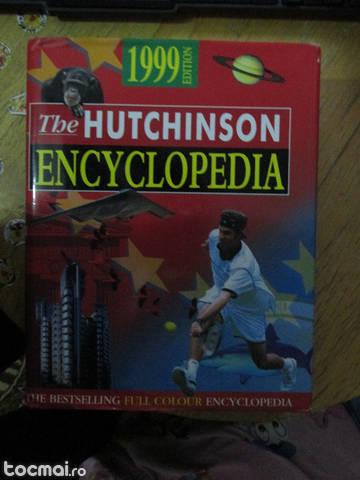 1999
EDITION
The HUTCHINSON
ENCYCLOPEDIA
THE BESTSELLING FULL COLOUR ENCYCLOPEDIA
tocmai.ro